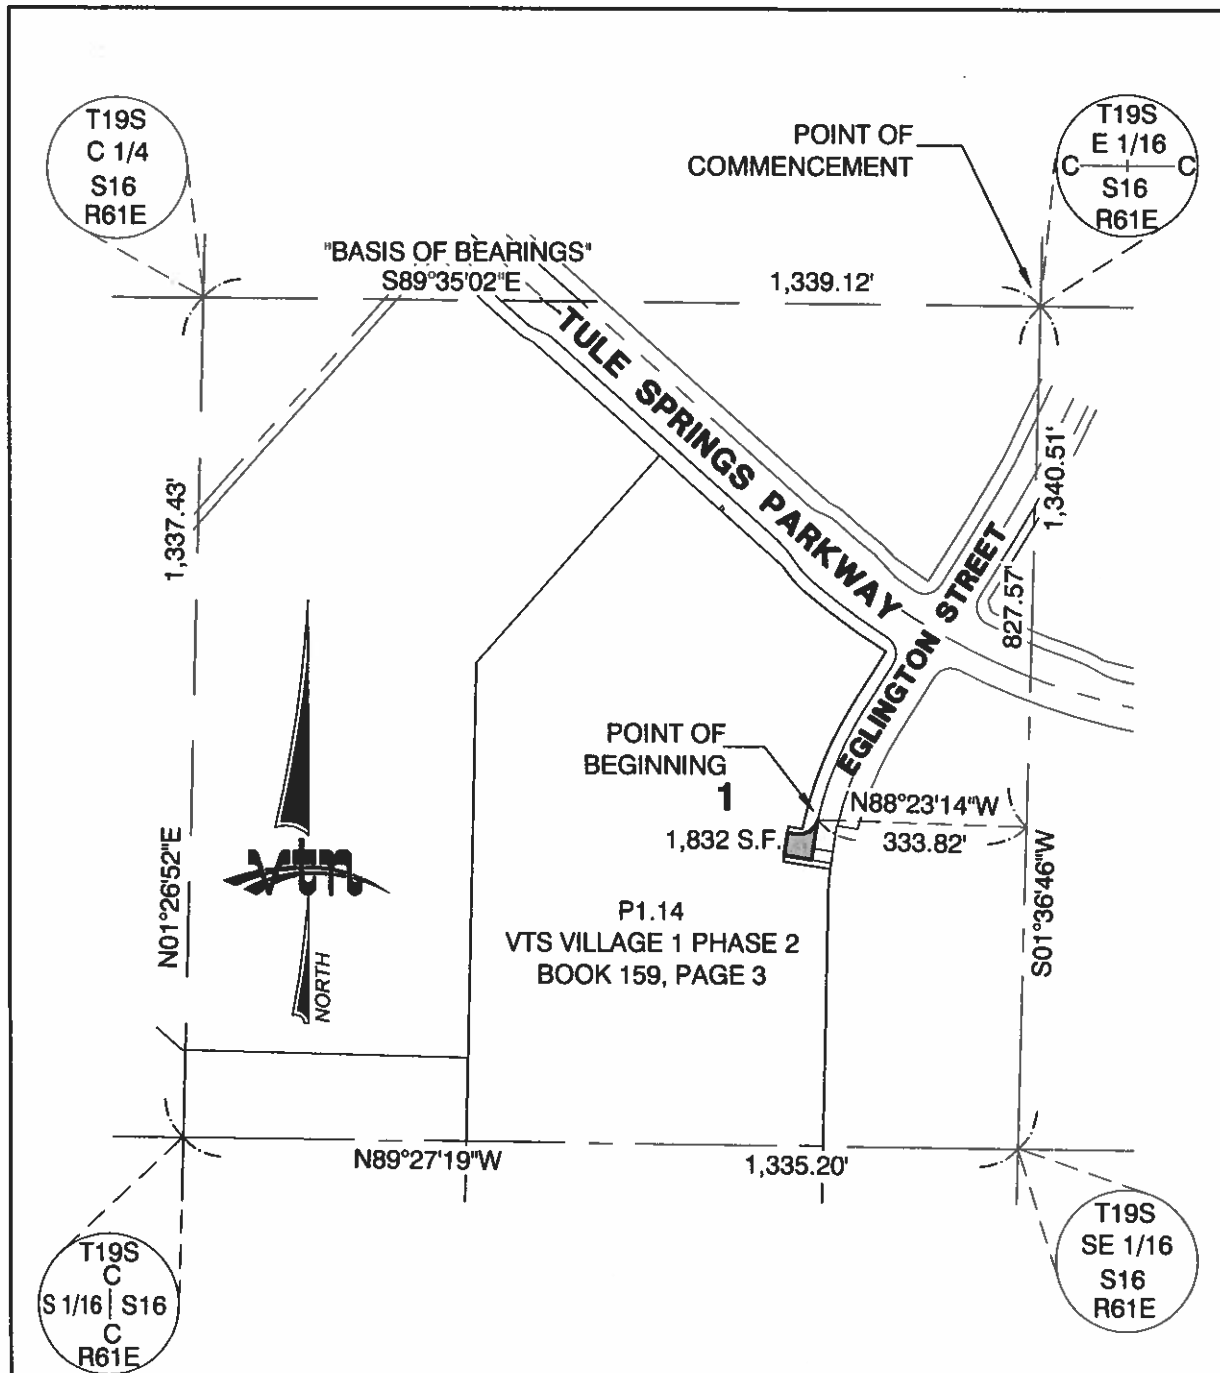 T19S
C 1/4
S16
R61E
POINT OF
COMMENCEMENT
T19S
E 1/16
C C
S16
R61E
"BASIS OF BEARINGS"
S89°35'02"E
1,339.12'
TULE SPRINGS PARKWAY
1,337.43'
1,340.51'
827.57'
EGLINGTON STREET
POINT OF
BEGINNING
1
1,832 S.F.
N88°23'14"W
333.82'
vtn
NORTH
N01°26'52"E
S01°36'46"W
P1.14
VTS VILLAGE 1 PHASE 2
BOOK 159, PAGE 3
N89°27'19"W
1,335.20'
T19S
C
S 1/16 S16
C
R61E
T19S
SE 1/16
S16
R61E